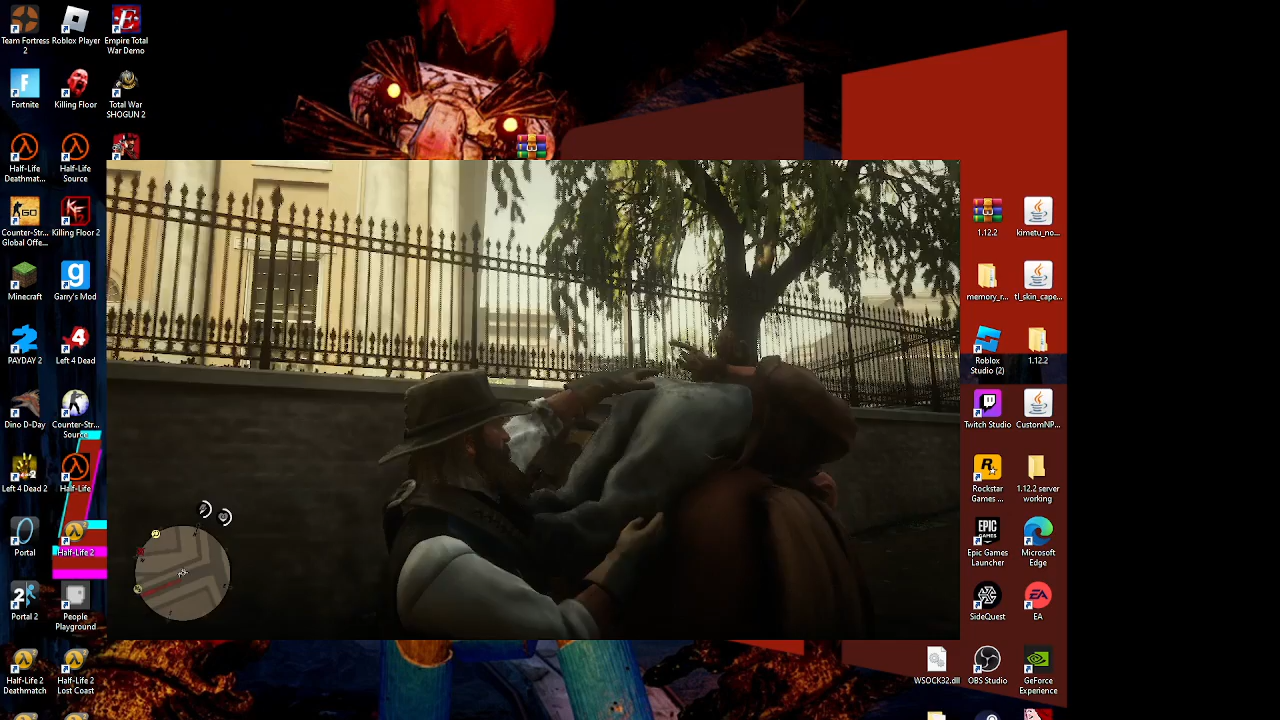 Team Fortress
2
Roblox Player
Empire Total
War Demo
Fortnite
Killing Floor
Total War
SHOGUN 2
Half-Life
Deathmat...
Half-Life
Source
GO
Counter-Str...
Global Offe...
Killing Floor 2
Minecraft
Garry's Mod
PAYDAY 2
Left 4 Dead
Dino D-Day
Counter-Str...
Source
Left 4 Dead 2
Half-Life
Portal
Half-Life 2
Portal 2
People
Playground
Half-Life 2
Deathmatch
Half-Life 2
Lost Coast
1.12.2
kimetu_no...
memory_r...
tl_skin_cape...
Roblox
Studio (2)
1.12.2
Twitch Studio
CustomNP...
Rockstar
Games ...
1.12.2 server
working
EPIC
GAMES
Epic Games
Launcher
Microsoft
Edge
SideQuest
EA
EA
WSOCK32.dll
OBS Studio
GeForce
Experience